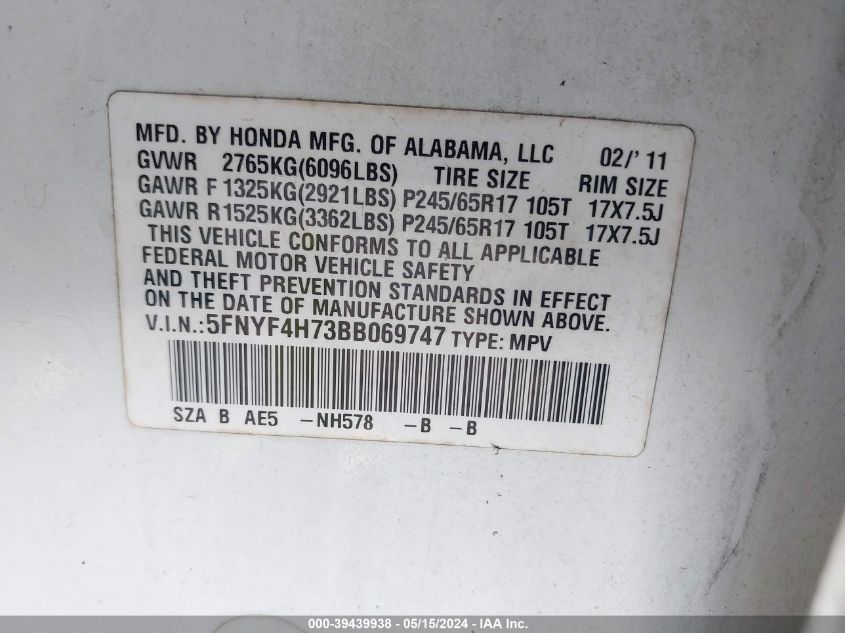 MFD. BY HONDA MFG. OF ALABAMA, LLC 02/' 11
GVWR 2765KG(6096LBS) TIRE SIZE RIM SIZE
GAWR F 1325KG(2921LBS) P245/65R17 105T 17X7.5J
GAWR R1525KG(3362LBS) P245/65R17 105T 17X7.5J
THIS VEHICLE CONFORMS TO ALL APPLICABLE
FEDERAL MOTOR VEHICLE SAFETY
AND THEFT PREVENTION STANDARDS IN EFFECT
ON THE DATE OF MANUFACTURE SHOWN ABOVE.
V.I.N.:5FNYF4H73BB069747 TYPE: MPV
SZA B AE5 -NH578 -B -B
000-39439938 - 05/15/2024 - IAA Inc.